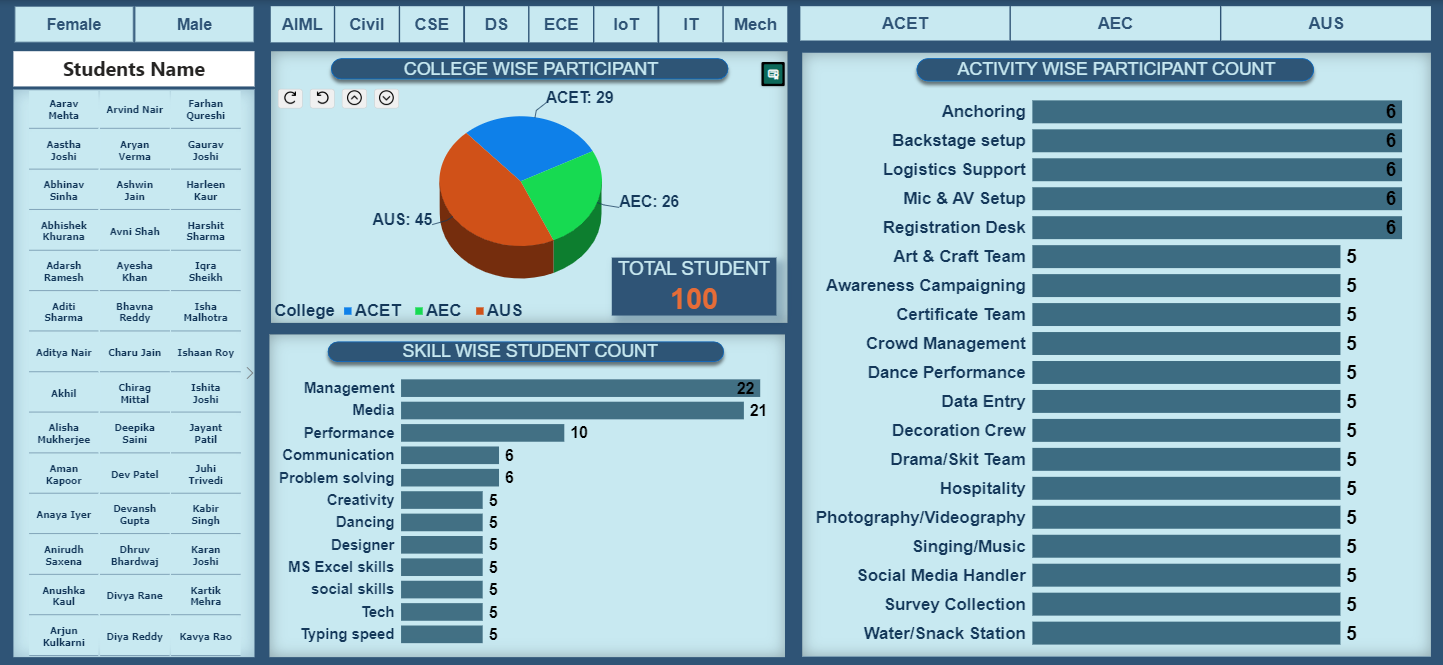 Female Male
AIML Civil CSE DS ECE IoT IT Mech
ACET AEC AUS
Students Name
Aarav Mehta
Arvind Nair
Farhan Qureshi
Aastha Joshi
Aryan Verma
Gaurav Joshi
Abhinav Sinha
Ashwin Jain
Harleen Kaur
Abhishek Khurana
Avni Shah
Harshit Sharma
Adarsh Ramesh
Ayesha Khan
Iqra Sheikh
Aditi Sharma
Bhavna Reddy
Isha Malhotra
Aditya Nair
Charu Jain
Ishaan Roy
Akhil
Chirag Mittal
Ishita Joshi
Alisha Mukherjee
Deepika Saini
Jayant Patil
Aman Kapoor
Dev Patel
Juhi Trivedi
Anaya Iyer
Devansh Gupta
Kabir Singh
Anirudh Saxena
Dhruv Bhardwaj
Karan Joshi
Anushka Kaul
Divya Rane
Kartik Mehra
Arjun Kulkarni
Diya Reddy
Kavya Rao
COLLEGE WISE PARTICIPANT
ACET: 29
AEC: 26
AUS: 45
TOTAL STUDENT
100
College ACET AEC AUS
SKILL WISE STUDENT COUNT
Management 22
Media 21
Performance 10
Communication 6
Problem solving 6
Creativity 5
Dancing 5
Designer 5
MS Excel skills 5
social skills 5
Tech 5
Typing speed 5
ACTIVITY WISE PARTICIPANT COUNT
Anchoring 6
Backstage setup 6
Logistics Support 6
Mic & AV Setup 6
Registration Desk 6
Art & Craft Team 5
Awareness Campaigning 5
Certificate Team 5
Crowd Management 5
Dance Performance 5
Data Entry 5
Decoration Crew 5
Drama/Skit Team 5
Hospitality 5
Photography/Videography 5
Singing/Music 5
Social Media Handler 5
Survey Collection 5
Water/Snack Station 5